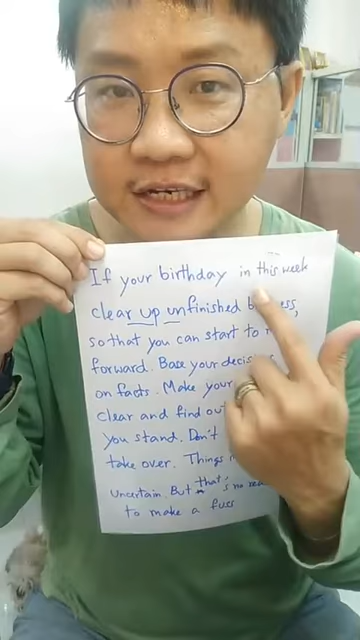 If your birthday in this week
clear up unfinished
so that you can start to
forward. Base your
on facts. Make your
clear and find
you stand. Don't
take over. Things
uncertain. But that's no
to make a fuss